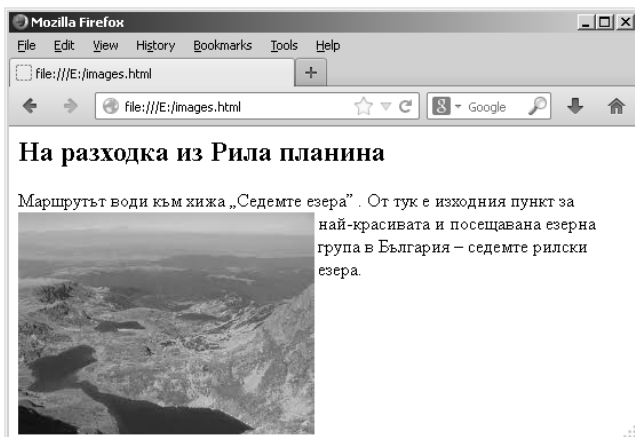 Mozilla Firefox
File Edit View History Bookmarks Tools Help
file:///E:/images.html
file:///E:/images.html
8 Google
На разходка из Рила планина
Маршрутът води към хижа „Седемте езера” . От тук е изходния пункт за
най-красивата и посещавана езерна
група в България – седемте рилски
езера.